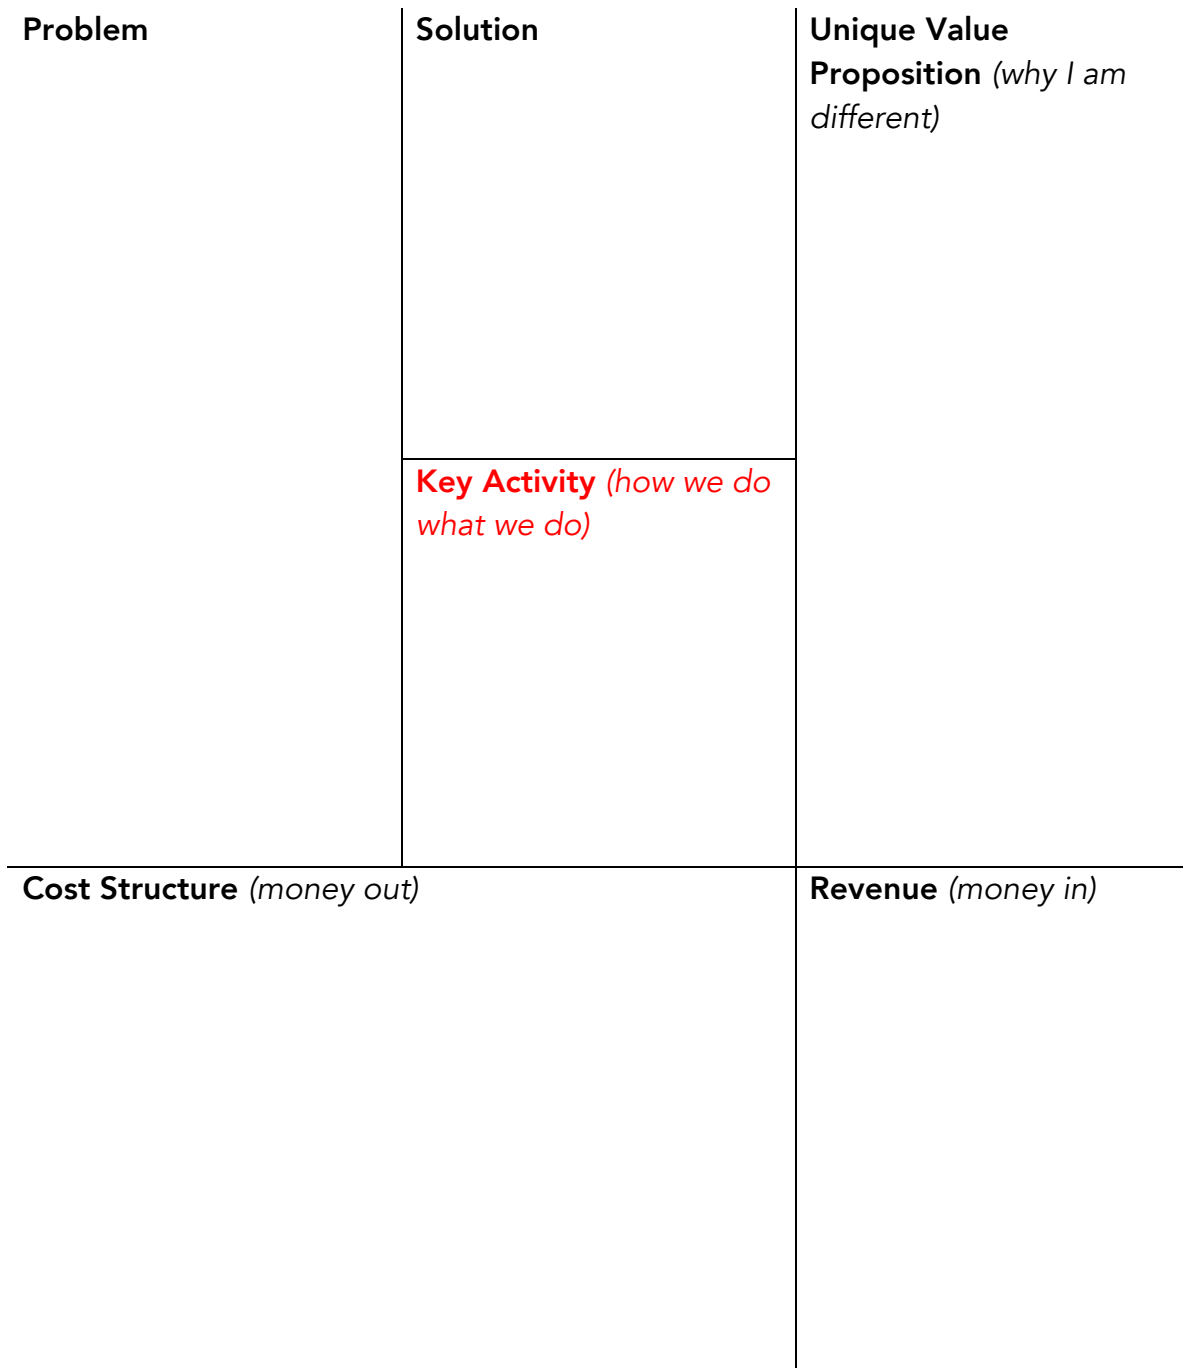 Problem
Solution
Unique Value
Proposition (why I am
different)
Key Activity (how we do
what we do)
Cost Structure (money out)
Revenue (money in)